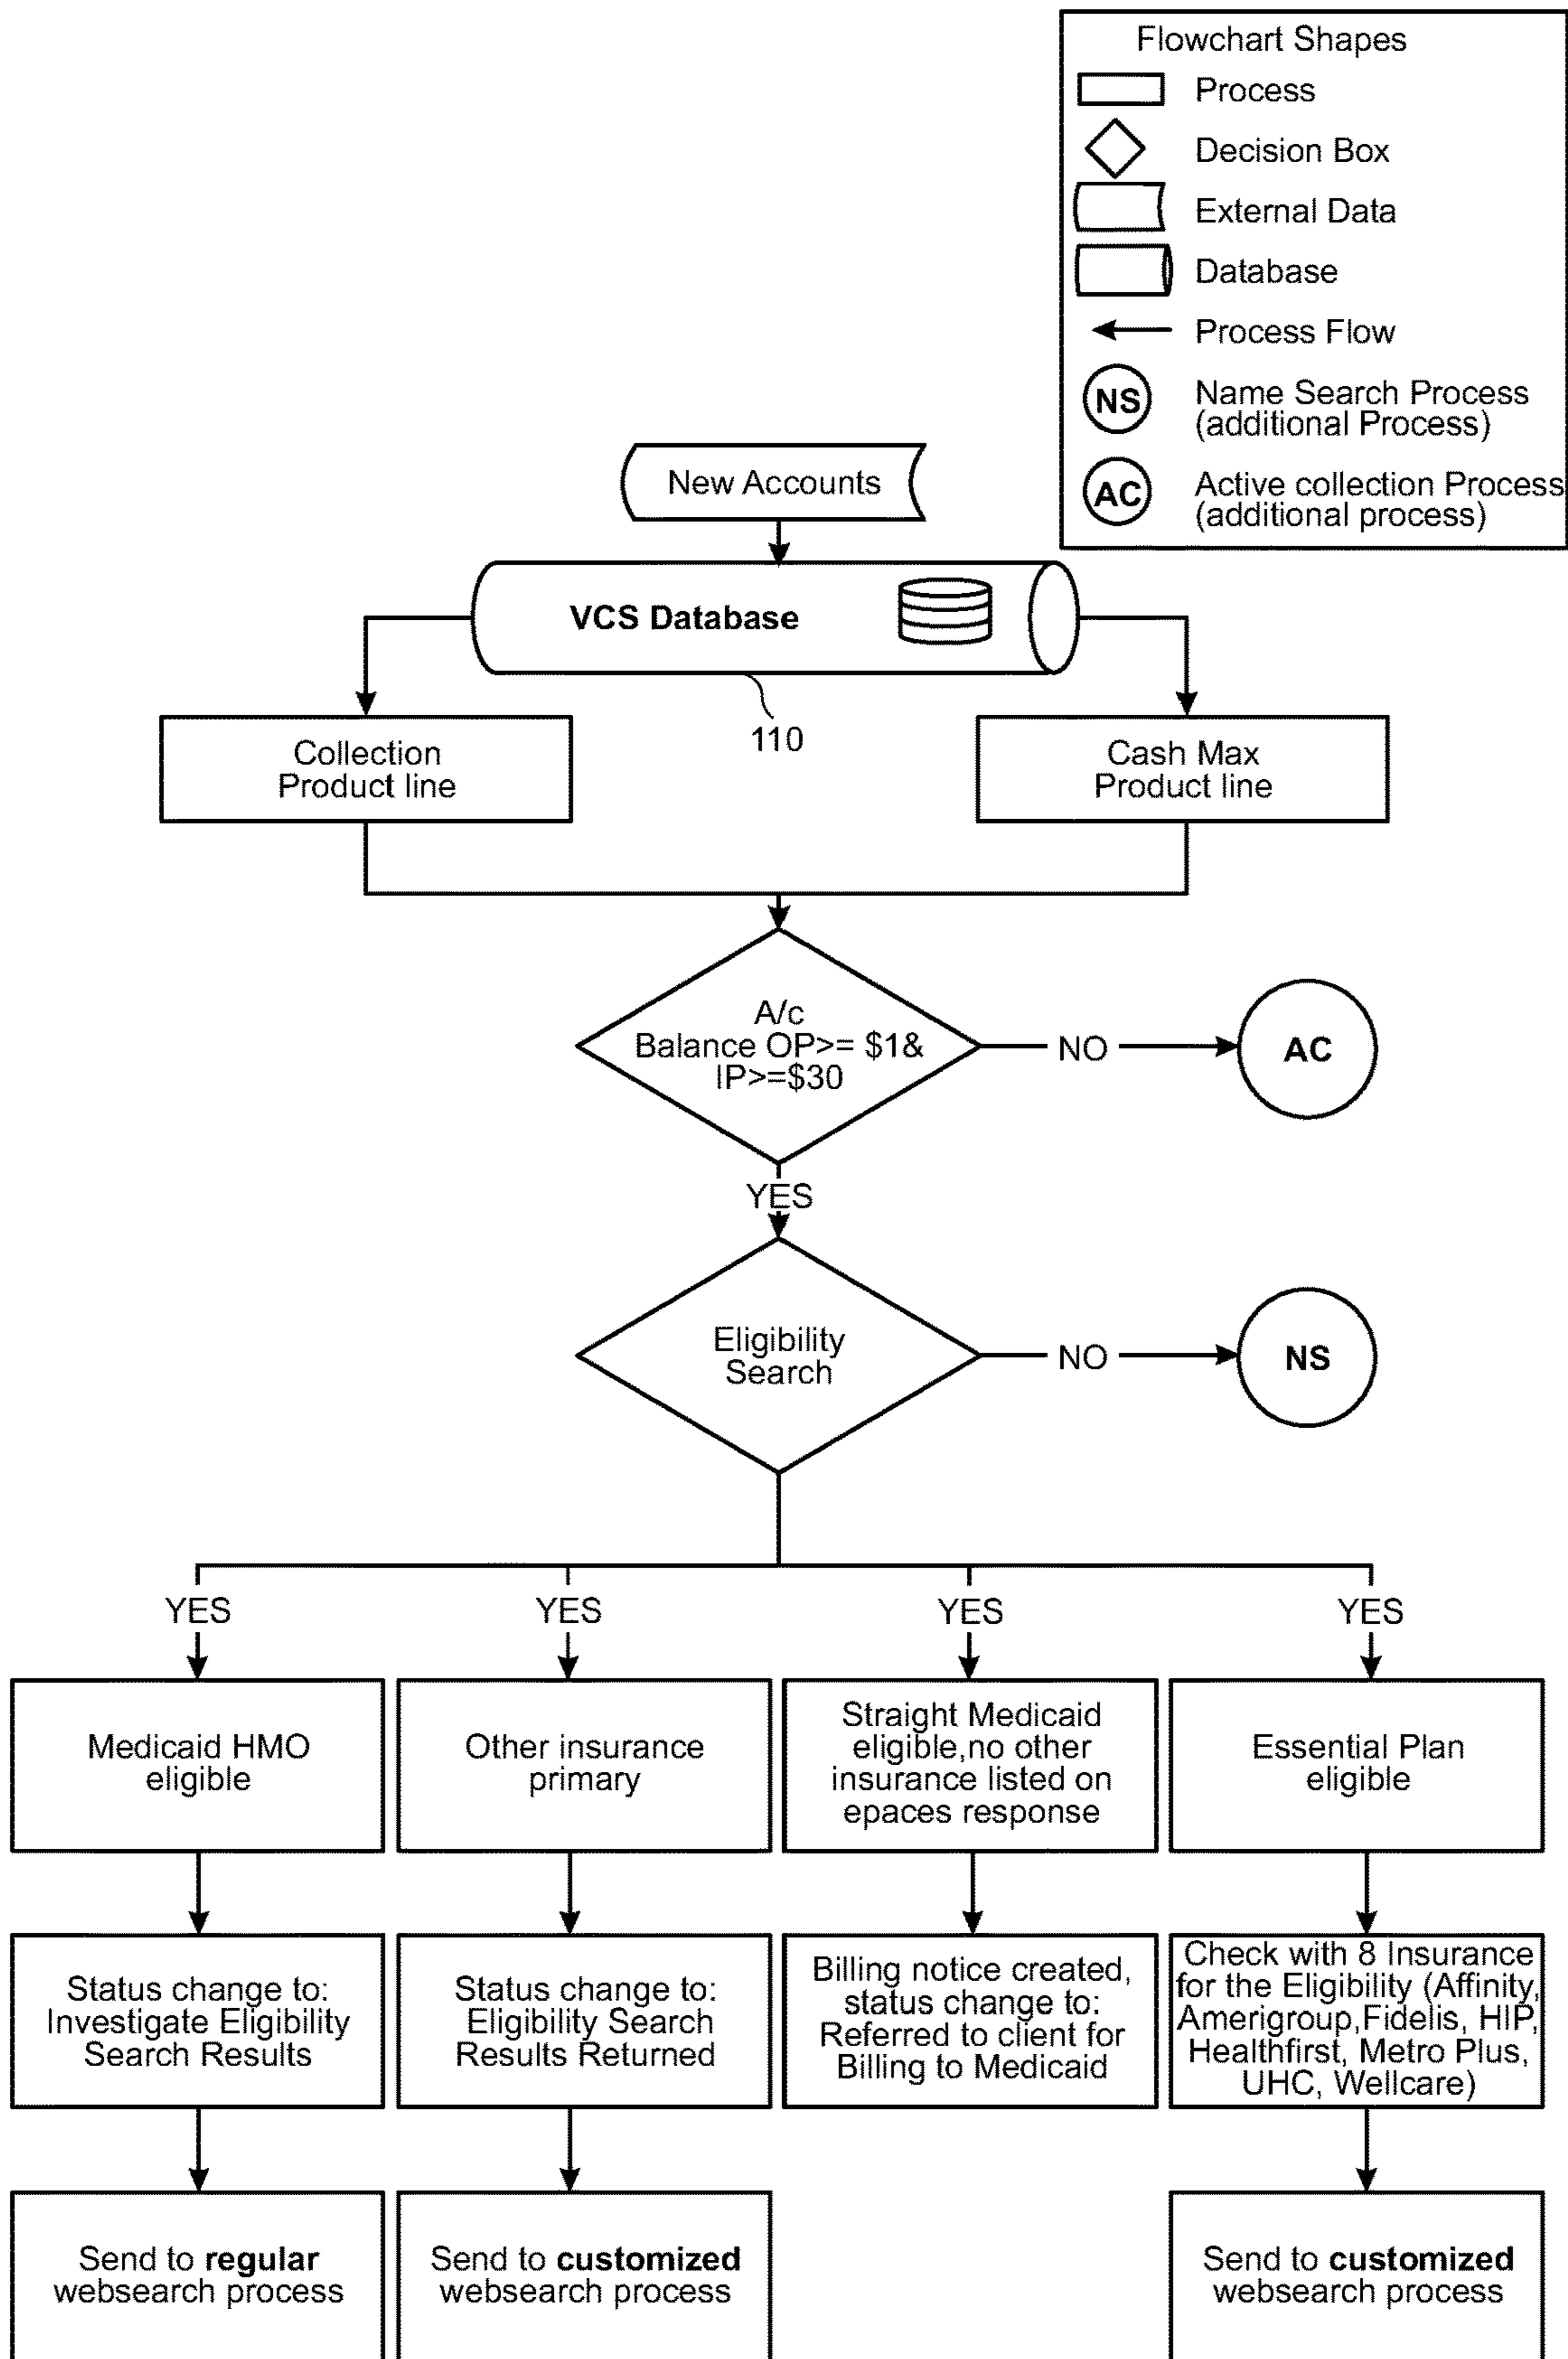 Flowchart Shapes
Process
Decision Box
External Data
Database
Process Flow
NS
Name Search Process
(additional Process)
AC
Active collection Process
(additional process)
New Accounts
VCS Database
110
Collection
Product line
Cash Max
Product line
A/c
Balance OP>= $1&
IP>=$30
NO
AC
YES
Eligibility
Search
NO
NS
YES
YES
YES
YES
Medicaid HMO
eligible
Other insurance
primary
Straight Medicaid
eligible,no other
insurance listed on
epaces response
Essential Plan
eligible
Status change to:
Investigate Eligibility
Search Results
Status change to:
Eligibility Search
Results Returned
Billing notice created,
status change to:
Referred to client for
Billing to Medicaid
Check with 8 Insurance
for the Eligibility (Affinity,
Amerigroup,Fidelis, HIP,
Healthfirst, Metro Plus,
UHC, Wellcare)
Send to regular
websearch process
Send to customized
websearch process
Send to customized
websearch process